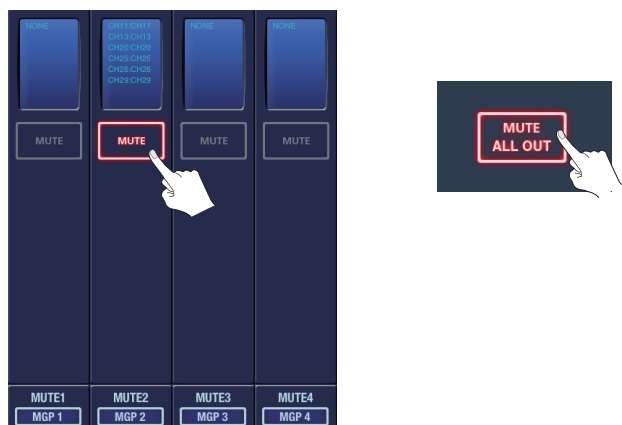 NONE
CH11:CH11
CH13:CH13
CH20:CH20
CH25:CH25
CH26:CH26
CH29:CH29
NONE
NONE
MUTE
MUTE
MUTE
MUTE
MUTE
ALL OUT
MUTE1
MUTE2
MUTE3
MUTE4
MGP 1
MGP 2
MGP 3
MGP 4